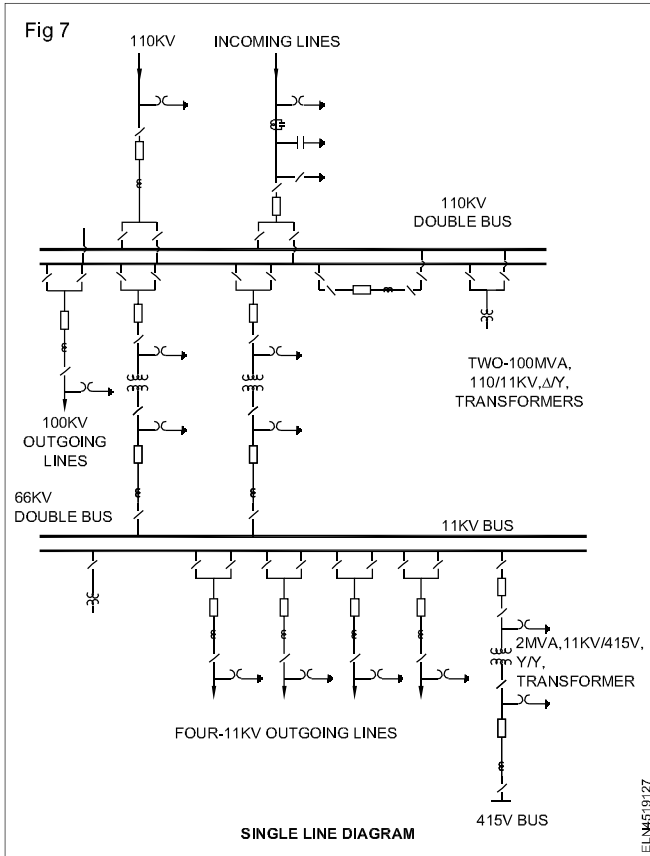 Fig 7
110KV
INCOMING LINES
110KV
DOUBLE BUS
TWO-100MVA,
110/11KV,Δ/Y,
TRANSFORMERS
100KV
OUTGOING
LINES
66KV
DOUBLE BUS
11KV BUS
2MVA,11KV/415V,
Y/Y,
TRANSFORMER
FOUR-11KV OUTGOING LINES
415V BUS
SINGLE LINE DIAGRAM
ELN4519127